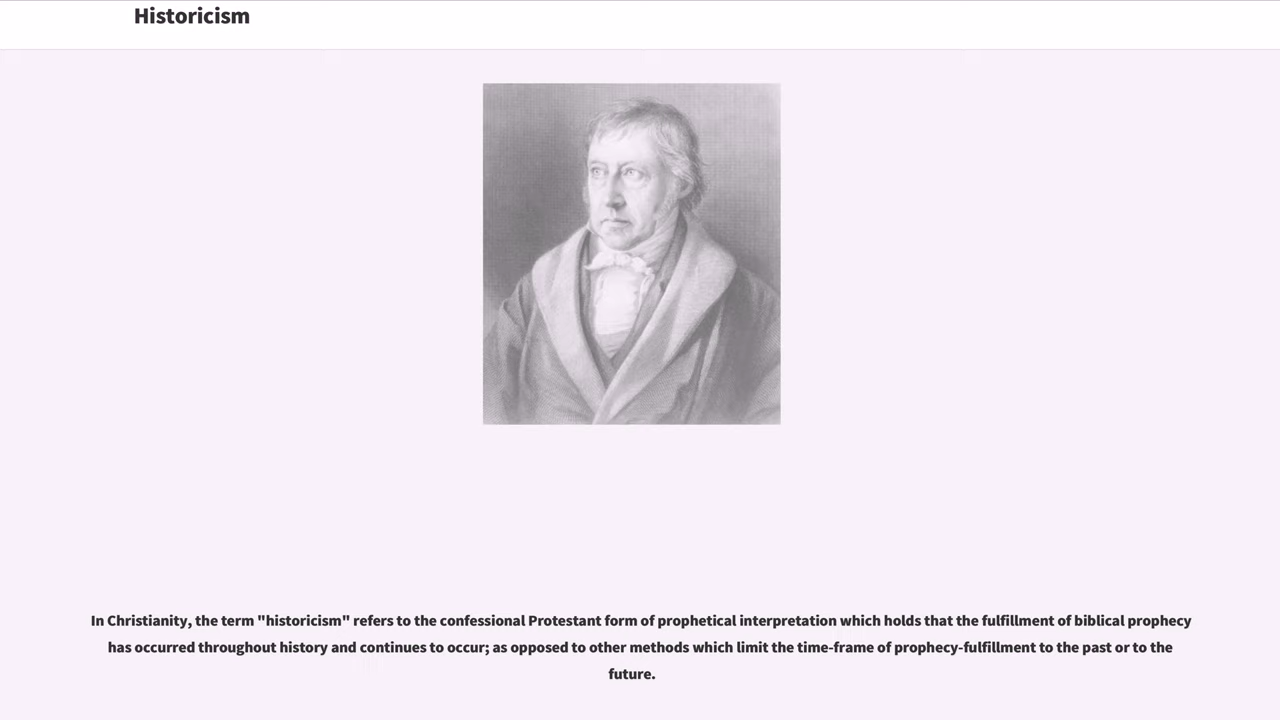 Historicism
In Christianity, the term "historicism" refers to the confessional Protestant form of prophetical interpretation which holds that the fulfillment of biblical prophecy
has occurred throughout history and continues to occur; as opposed to other methods which limit the time-frame of prophecy-fulfillment to the past or to the
future.